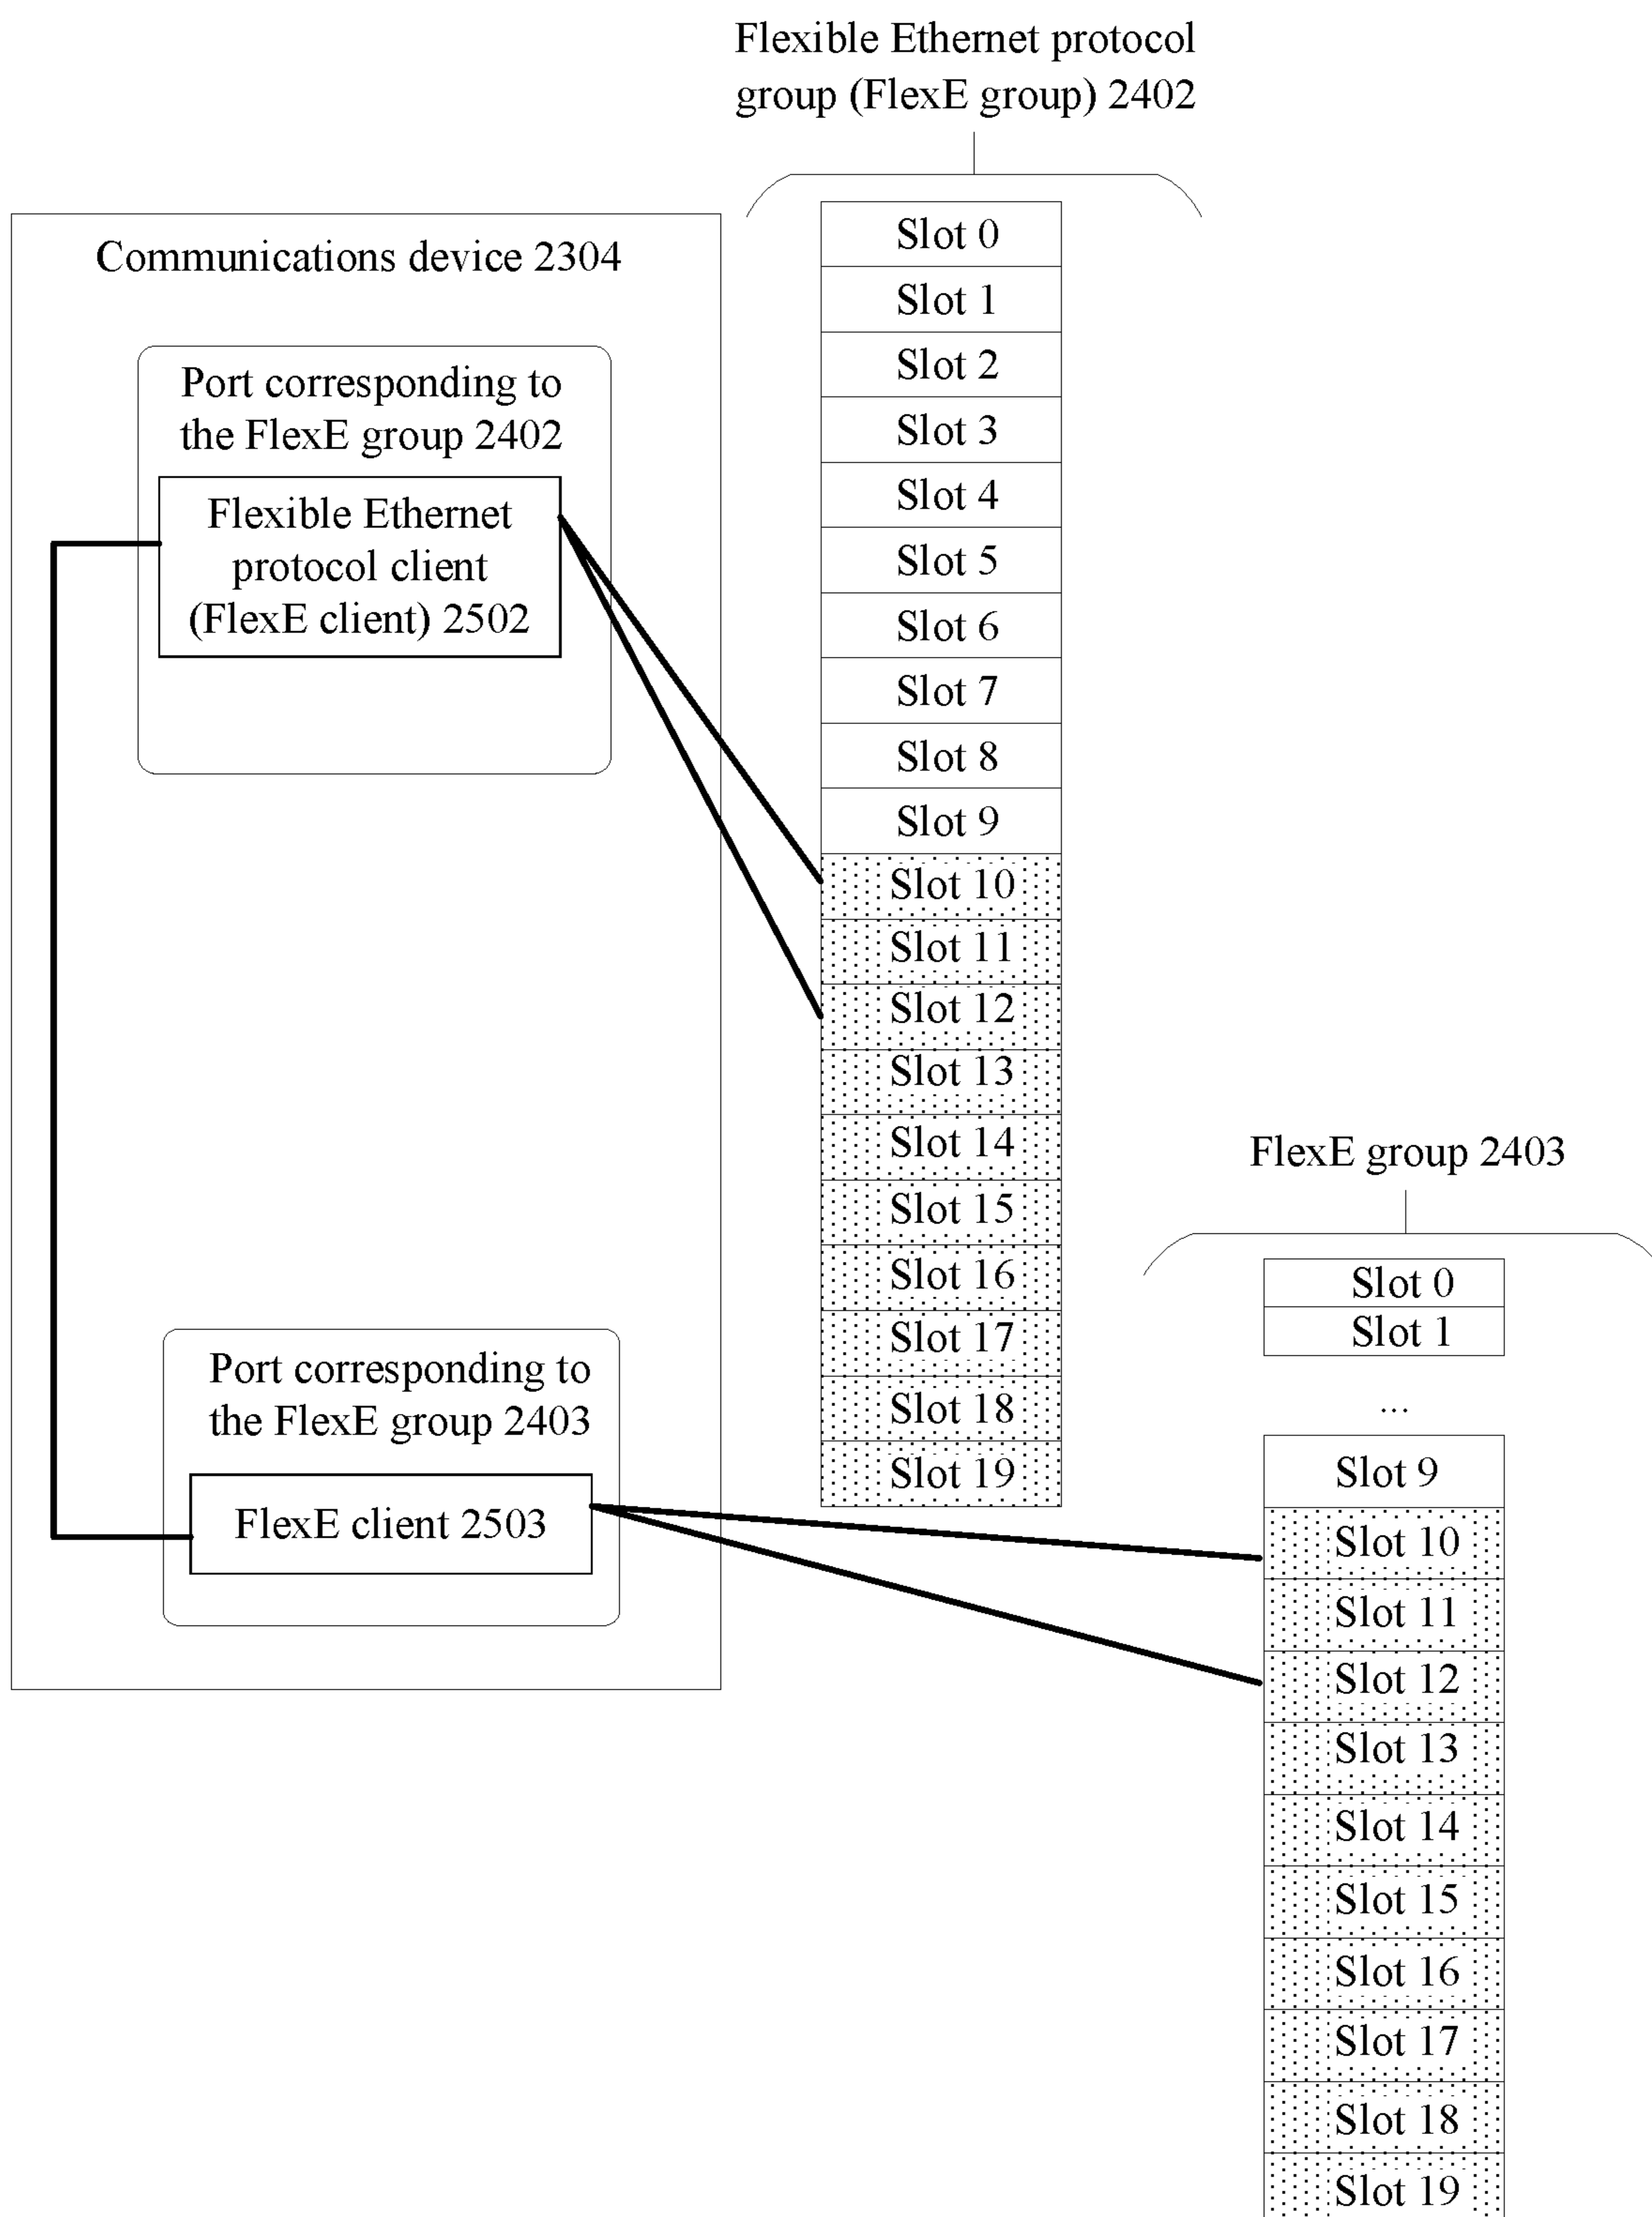 Flexible Ethernet protocol
group (FlexE group) 2402
Communications device 2304
Port corresponding to
the FlexE group 2402
Flexible Ethernet
protocol client
(FlexE client) 2502
Slot 0
Slot 1
Slot 2
Slot 3
Slot 4
Slot 5
Slot 6
Slot 7
Slot 8
Slot 9
Slot 10
Slot 11
Slot 12
Slot 13
Slot 14
Slot 15
Slot 16
Slot 17
Slot 18
Slot 19
Port corresponding to
the FlexE group 2403
FlexE client 2503
FlexE group 2403
Slot 0
Slot 1
...
Slot 9
Slot 10
Slot 11
Slot 12
Slot 13
Slot 14
Slot 15
Slot 16
Slot 17
Slot 18
Slot 19